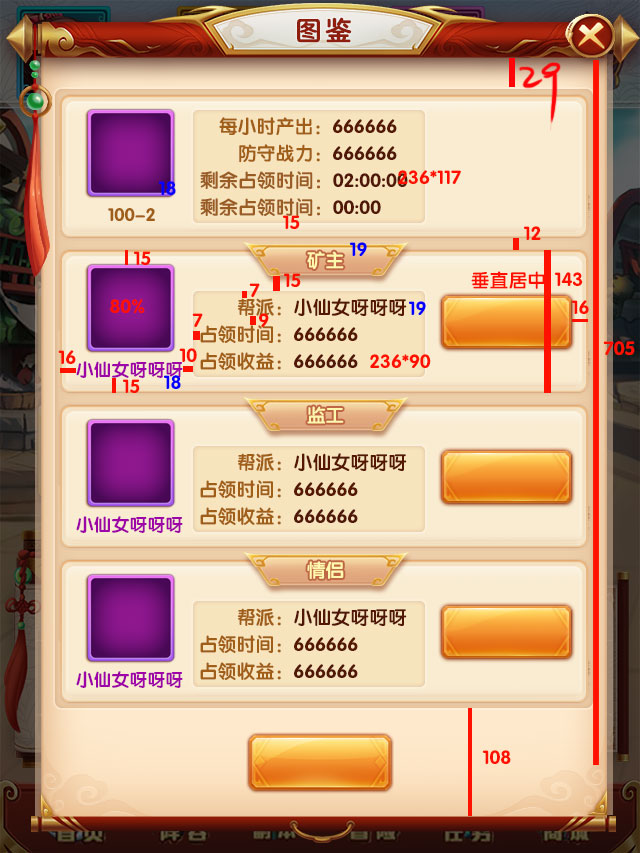 图鉴
29
每小时产出：666666
防守战力：666666
剩余占领时间：02:00:00 236*117
18
100-2
剩余占领时间：00:00
15
12
矿主 19
15
垂直居中 143
15
7
80%
帮派：小仙女呀呀呀 19
16
7
9
占领时间：666666
705
16
10
小仙女呀呀呀
占领收益：666666 236*90
15
18
监工
帮派：小仙女呀呀呀
占领时间：666666
占领收益：666666
小仙女呀呀呀
情侣
帮派：小仙女呀呀呀
占领时间：666666
占领收益：666666
小仙女呀呀呀
108